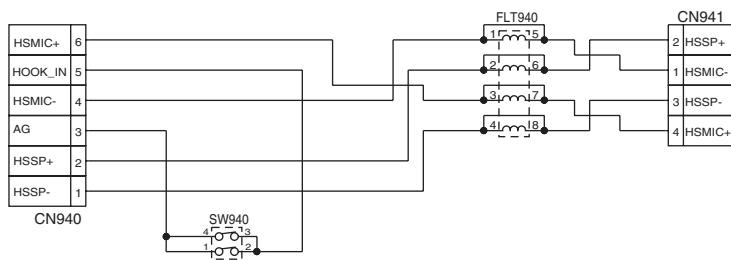 FLT940
CN941
HSMIC+ 6
HOOK_IN 5
HSMIC- 4
AG 3
HSSP+ 2
HSSP- 1
CN940
1 5
2 6
3 7
4 8
2 HSSP+
1 HSMIC-
3 HSSP-
4 HSMIC+
SW940
4 3
1 2